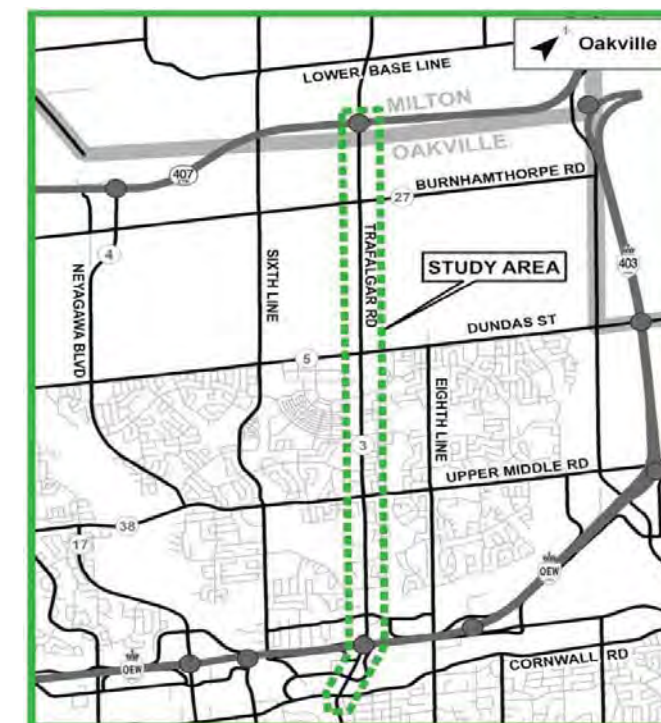 Oakville
LOWER BASE LINE
MILTON
OAKVILLE
407
BURNHAMTHORPE RD
27
4
NEYAGAWA BLVD
SIXTH LINE
TRAFALGAR RD
403
STUDY AREA
DUNDAS ST
5
EIGHTH LINE
3
UPPER MIDDLE RD
38
17
QEW
QEW
CORNWALL RD